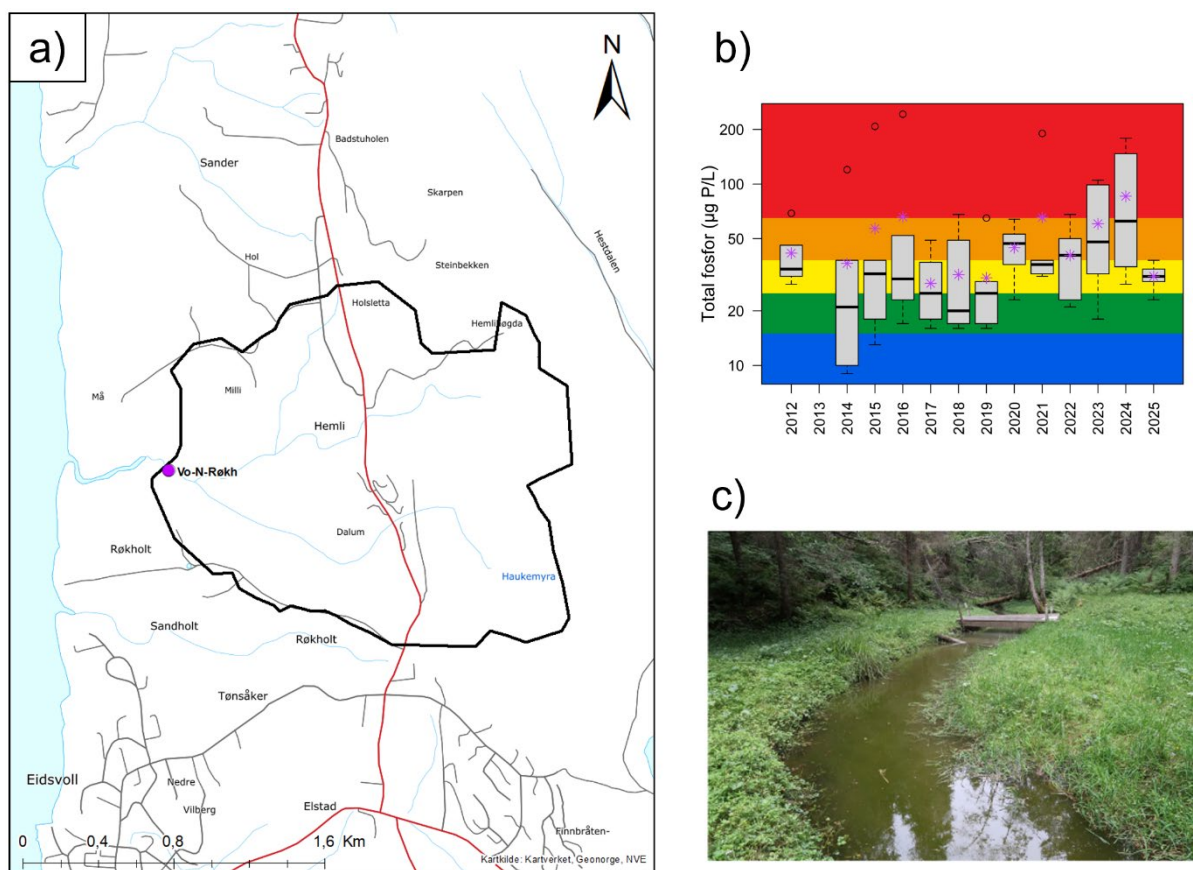 a)
N
Badstuholen
Sander
Skarpen
Hestdalen
Hol
Steinbekken
Holsletta
Hemlihøgda
Må
Milli
Hemli
Vo-N-Røkh
Dalum
Røkholt
Haukemyra
Sandholt
Røkholt
Tønsåker
Eidsvoll
Nedre
Vilberg
Elstad
Finnbråten-
0 0,4 0,8 1,6 Km
Kartkilde: Kartverket, Geonorge, NVE
b)
Total fosfor (µg P/L)
200
100
50
20
10
2012 2013 2014 2015 2016 2017 2018 2019 2020 2021 2022 2023 2024 2025
c)